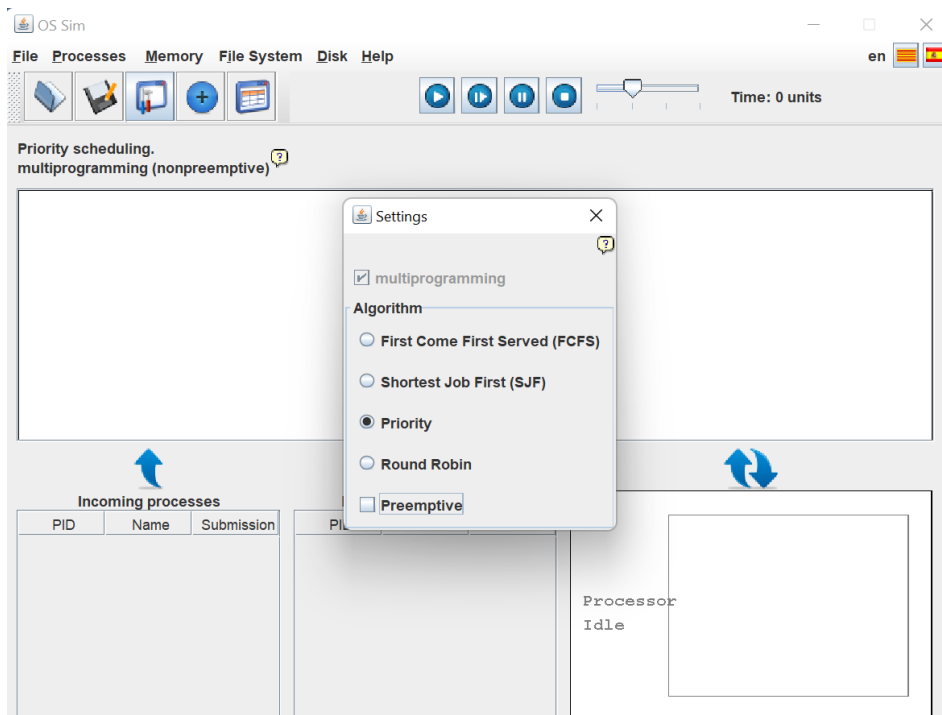 OS Sim
File Processes Memory File System Disk Help
en
Time: 0 units
Priority scheduling.
multiprogramming (nonpreemptive)
?
Settings
?
multiprogramming
Algorithm
First Come First Served (FCFS)
Shortest Job First (SJF)
Priority
Round Robin
Preemptive
Incoming processes
PID Name Submission
Processor
Idle